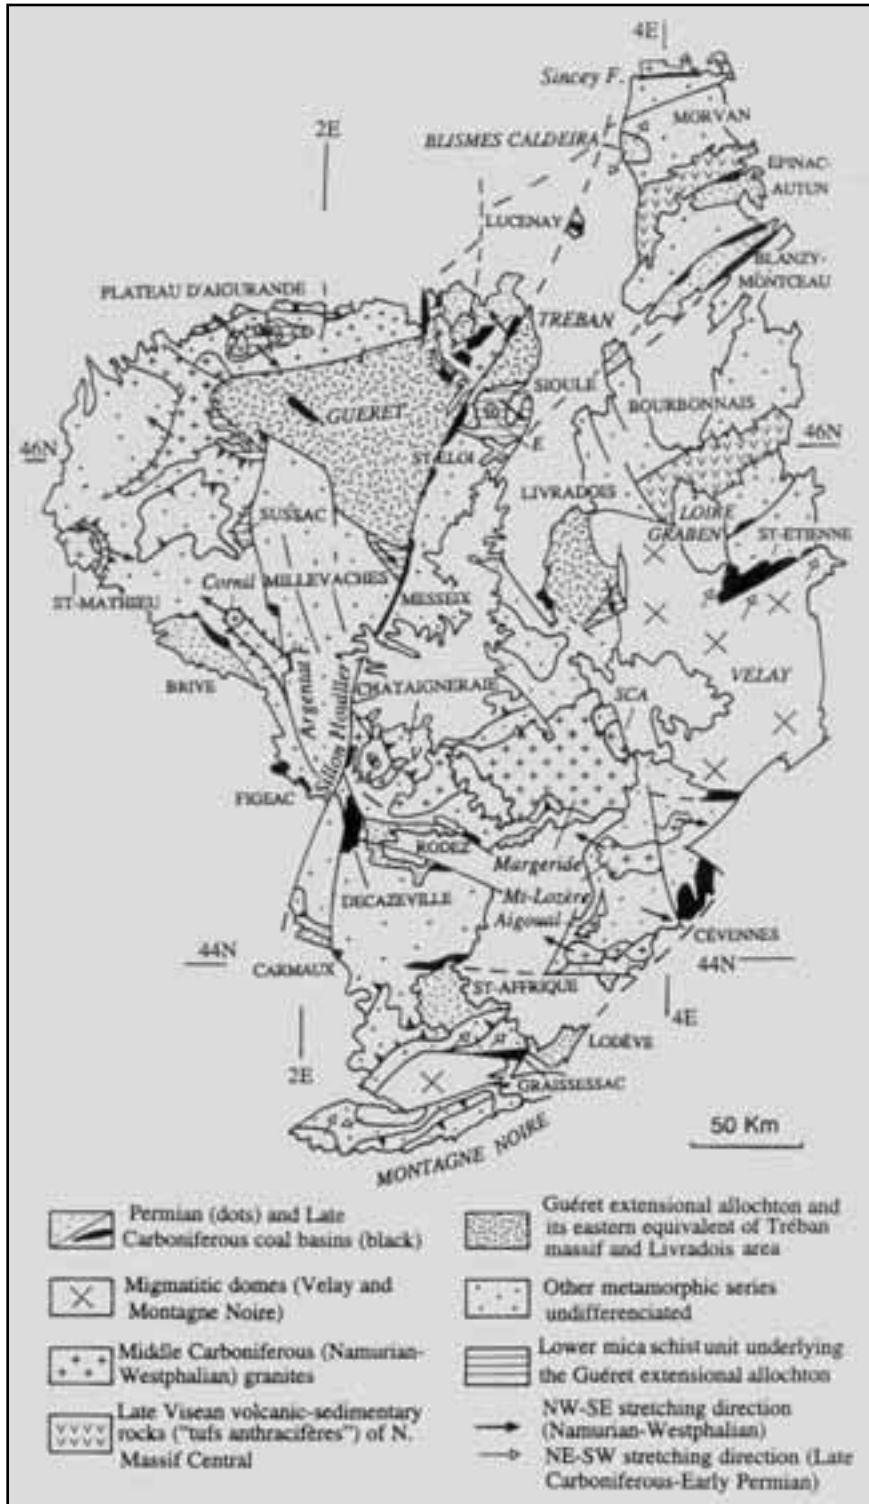 4E
Sincey F.
2E
MORVAN
BLISMES CALDEIRA
EPINAC-
AUTUN
LUCENAY
BLANZY-
MONTCEAU
PLATEAU D'AIGURANDE
TREBAN
SIOULE
GUERET
BOURBONNAIS
46N
46N
ST-ELOI
E
LIVRADOIS
SUSSAC
LOIRE
GRABEN
ST-ETIENNE
Cornil
MILLEVACHES
ST-MATHIEU
MESSEIX
BRIVE
Argentat F.
CHATAIGNERAIE
SCA
VELAY
Sillon Houiller
FIGEAC
RODEZ
Margeride
DECAZEVILLE
Mt-Lozère
Aigoual
CÉVENNES
44N
CARMAUX
44N
ST-AFFRIQUE
4E
LODÈVE
2E
GRAISSESSAC
50 Km
MONTAGNE NOIRE
Permian (dots) and Late
Carboniferous coal basins (black)
Migmatitic domes (Velay and
Montagne Noire)
Middle Carboniferous (Namurian-
Westphalian) granites
Late Visean volcanic-sedimentary
rocks ("tufs anthracifères") of N.
Massif Central
Guéret extensional allochton and
its eastern equivalent of Tréban
massif and Livradois area
Other metamorphic series
undifferenciated
Lower mica schist unit underlying
the Guéret extensional allochton
NW-SE stretching direction
(Namurian-Westphalian)
NE-SW stretching direction (Late
Carboniferous-Early Permian)